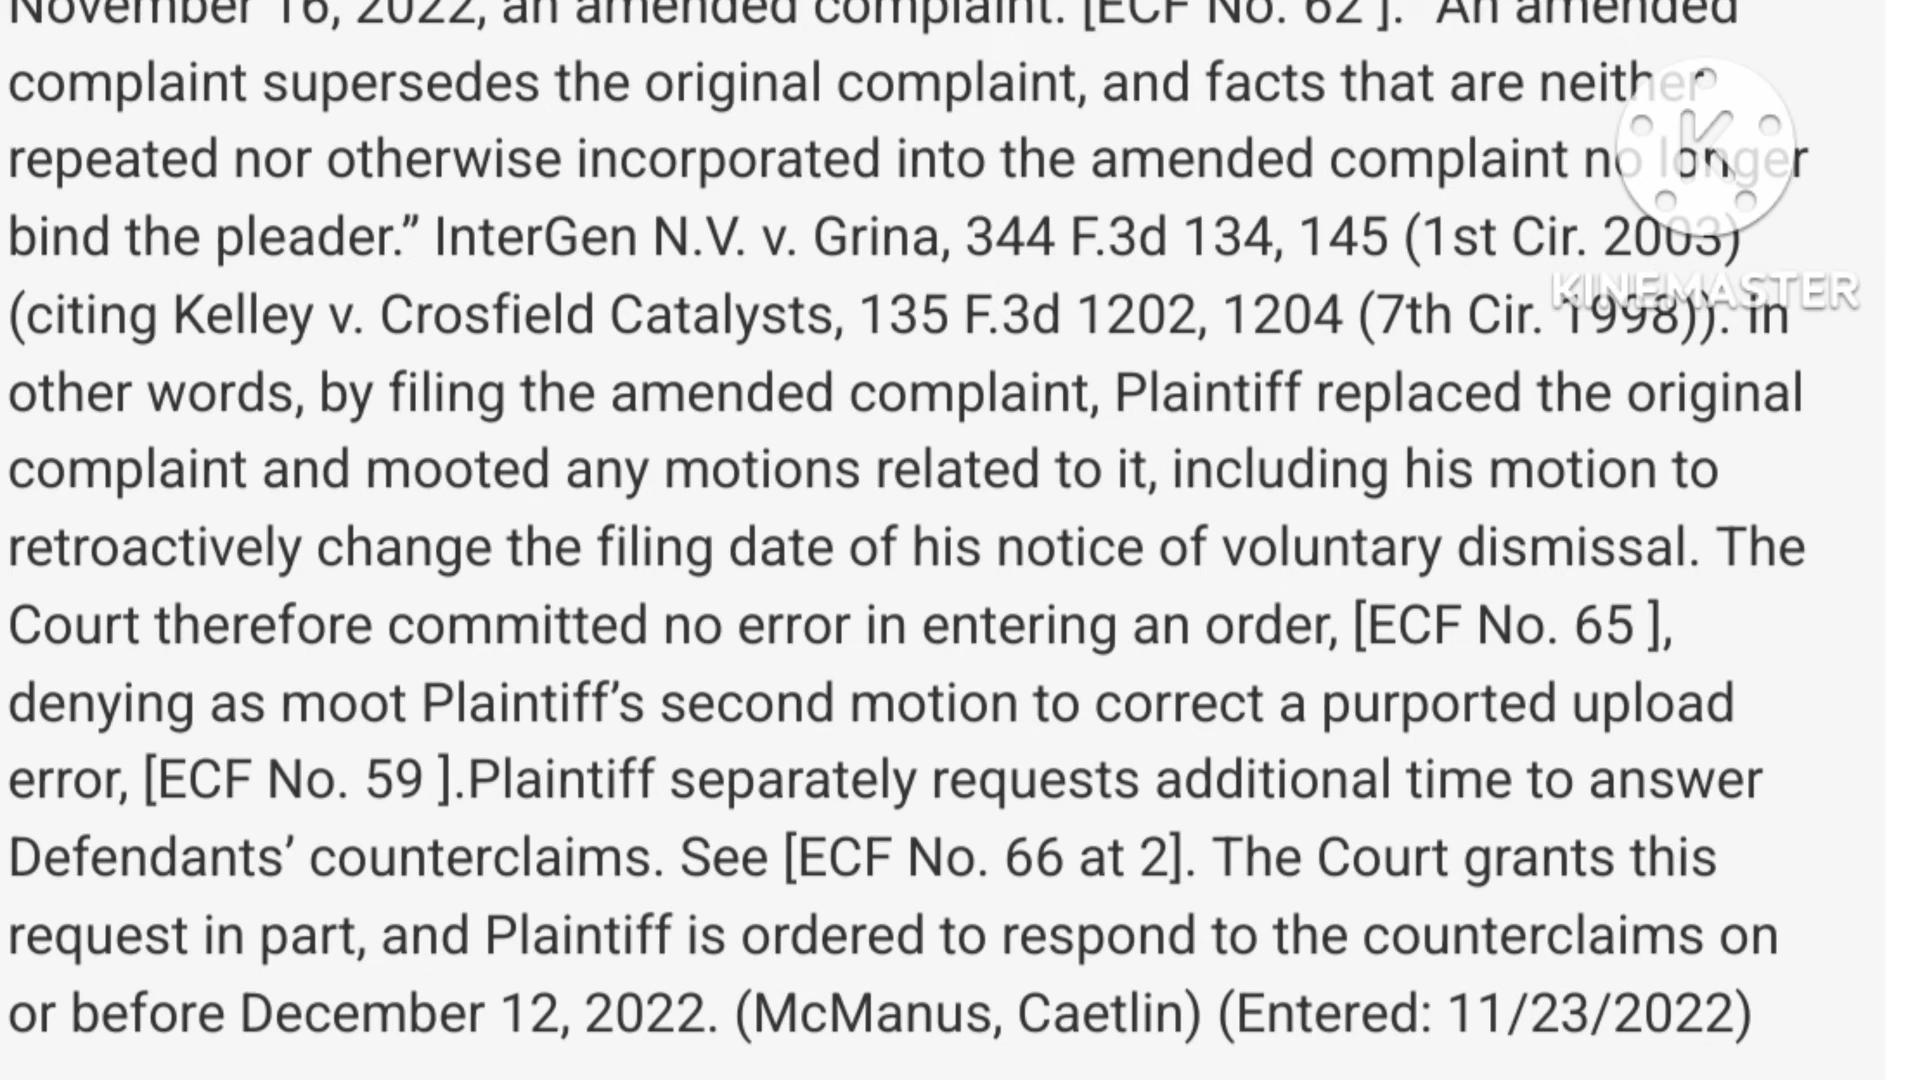 November 16, 2022, an amended complaint. [ECF No. 62 ]. “An amended
complaint supersedes the original complaint, and facts that are neither
repeated nor otherwise incorporated into the amended complaint no longer
bind the pleader.” InterGen N.V. v. Grina, 344 F.3d 134, 145 (1st Cir. 2003)
(citing Kelley v. Crosfield Catalysts, 135 F.3d 1202, 1204 (7th Cir. 1998)). In
other words, by filing the amended complaint, Plaintiff replaced the original
complaint and mooted any motions related to it, including his motion to
retroactively change the filing date of his notice of voluntary dismissal. The
Court therefore committed no error in entering an order, [ECF No. 65 ],
denying as moot Plaintiff’s second motion to correct a purported upload
error, [ECF No. 59 ].Plaintiff separately requests additional time to answer
Defendants’ counterclaims. See [ECF No. 66 at 2]. The Court grants this
request in part, and Plaintiff is ordered to respond to the counterclaims on
or before December 12, 2022. (McManus, Caetlin) (Entered: 11/23/2022)
K
KINEMASTER